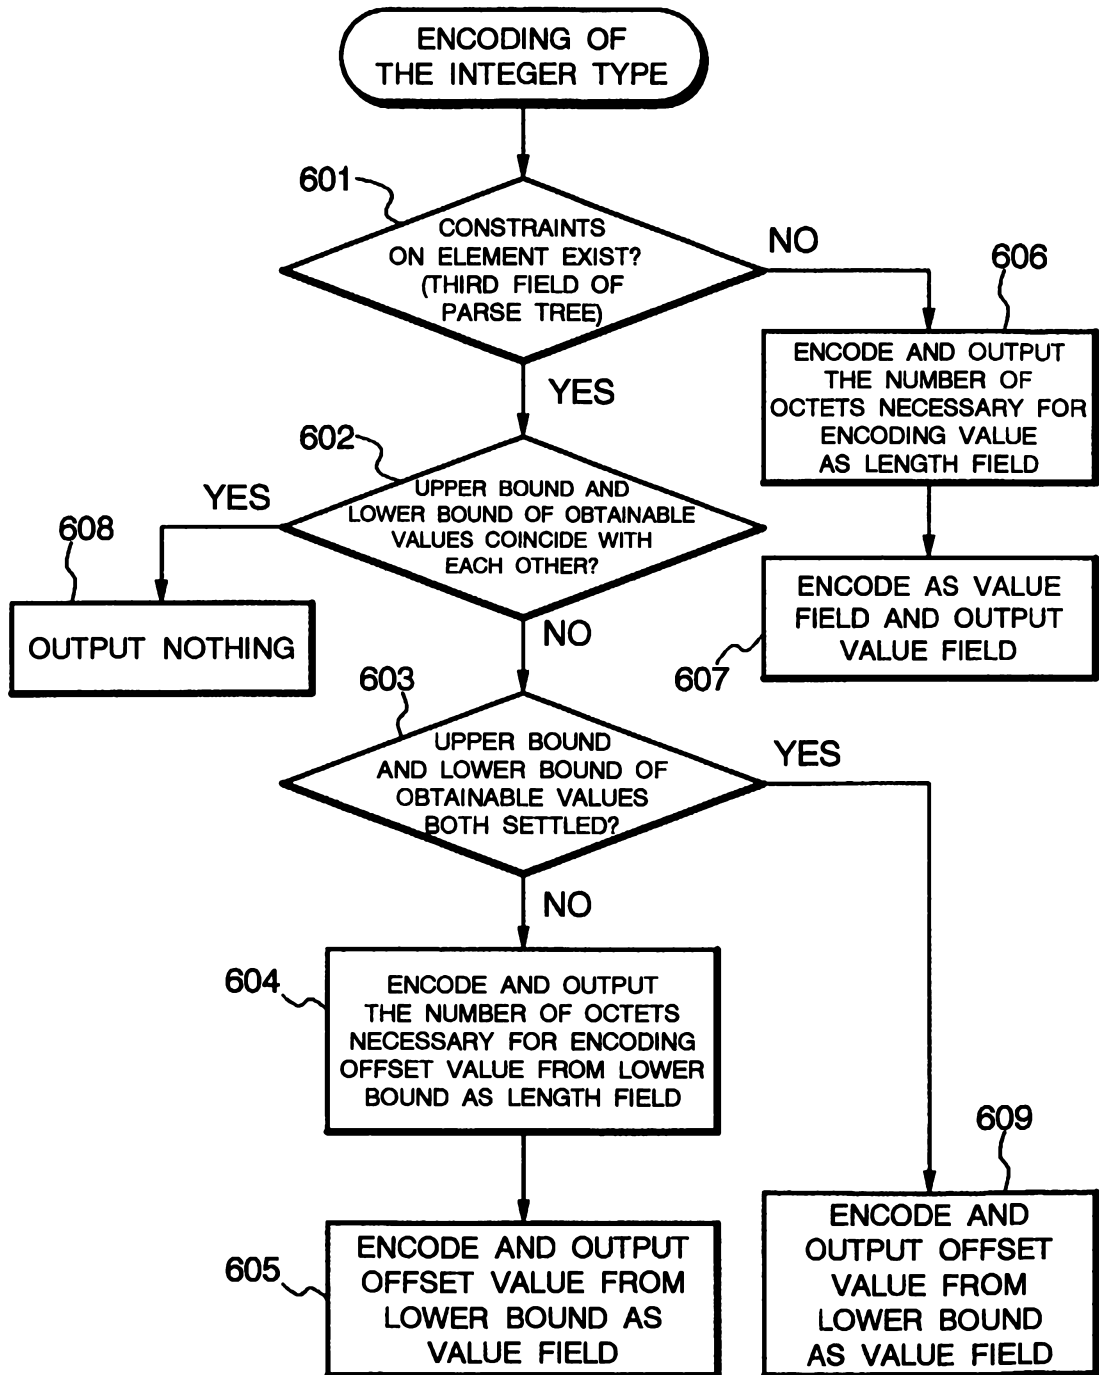 ENCODING OF
THE INTEGER TYPE
601
CONSTRAINTS
ON ELEMENT EXIST?
(THIRD FIELD OF
PARSE TREE)
NO
606
ENCODE AND OUTPUT
THE NUMBER OF
OCTETS NECESSARY FOR
ENCODING VALUE
AS LENGTH FIELD
YES
602
UPPER BOUND AND
LOWER BOUND OF OBTAINABLE
VALUES COINCIDE WITH
EACH OTHER?
YES
608
OUTPUT NOTHING
ENCODE AS VALUE
FIELD AND OUTPUT
VALUE FIELD
607
NO
603
UPPER BOUND
AND LOWER BOUND OF
OBTAINABLE VALUES
BOTH SETTLED?
YES
NO
604
ENCODE AND OUTPUT
THE NUMBER OF OCTETS
NECESSARY FOR ENCODING
OFFSET VALUE FROM LOWER
BOUND AS LENGTH FIELD
609
605
ENCODE AND OUTPUT
OFFSET VALUE FROM
LOWER BOUND AS
VALUE FIELD
ENCODE AND
OUTPUT OFFSET
VALUE FROM
LOWER BOUND
AS VALUE FIELD